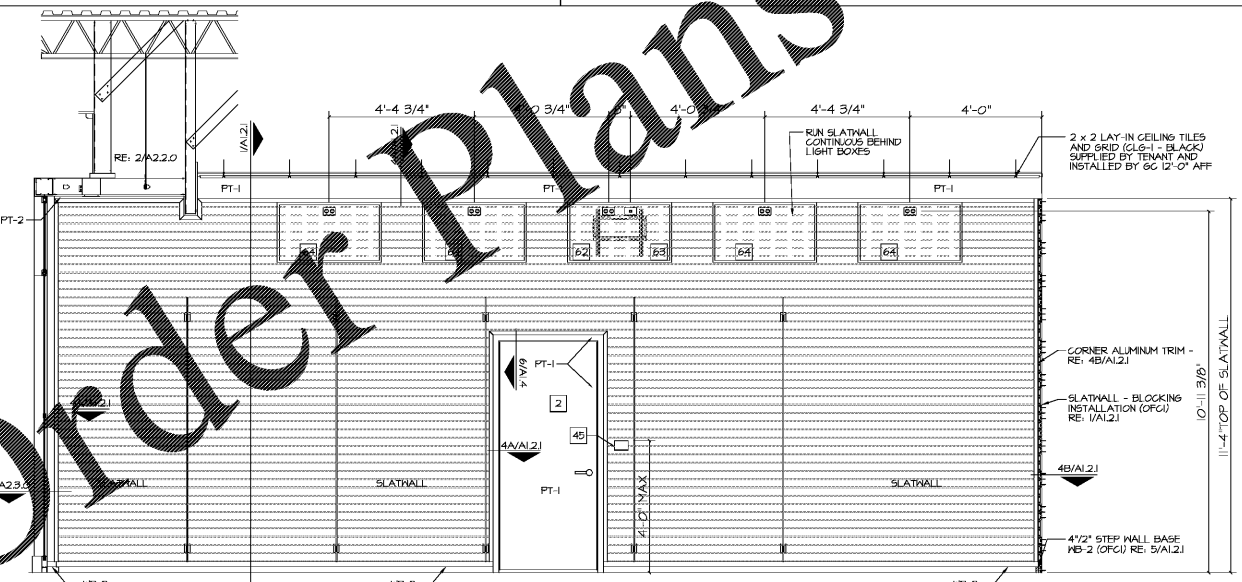 Order Plans
4'-4 3/4"
4'-0 3/4"
4'-0 3/4"
4'-4 3/4"
4'-0"
RUN SLATWALL
CONTINUOUS BEHIND
LIGHT BOXES
2 x 2 LAY-IN CEILING TILES
AND GRID (CLG-1 - BLACK)
SUPPLIED BY TENANT AND
INSTALLED BY GC 12'-0" AFF
1/A1.2.1
RE: 2/A2.2.0
PT-1
PT-1
PT-2
62
63
64
64
PT-1
6/A1.4
2
45
4A/A1.2.1
PT-1
4'-0" MAX
SLATWALL
SLATWALL
SLATWALL
CORNER ALUMINUM TRIM -
RE: 4B/A1.2.1
SLATWALL - BLOCKING
INSTALLATION (OFCI)
RE: 1/A1.2.1
10'-11 3/8"
11'-4" TOP OF SLATWALL
4B/A1.2.1
4"/2" STEP WALL BASE
WB-2 (OFCI) RE: 5/A1.2.1